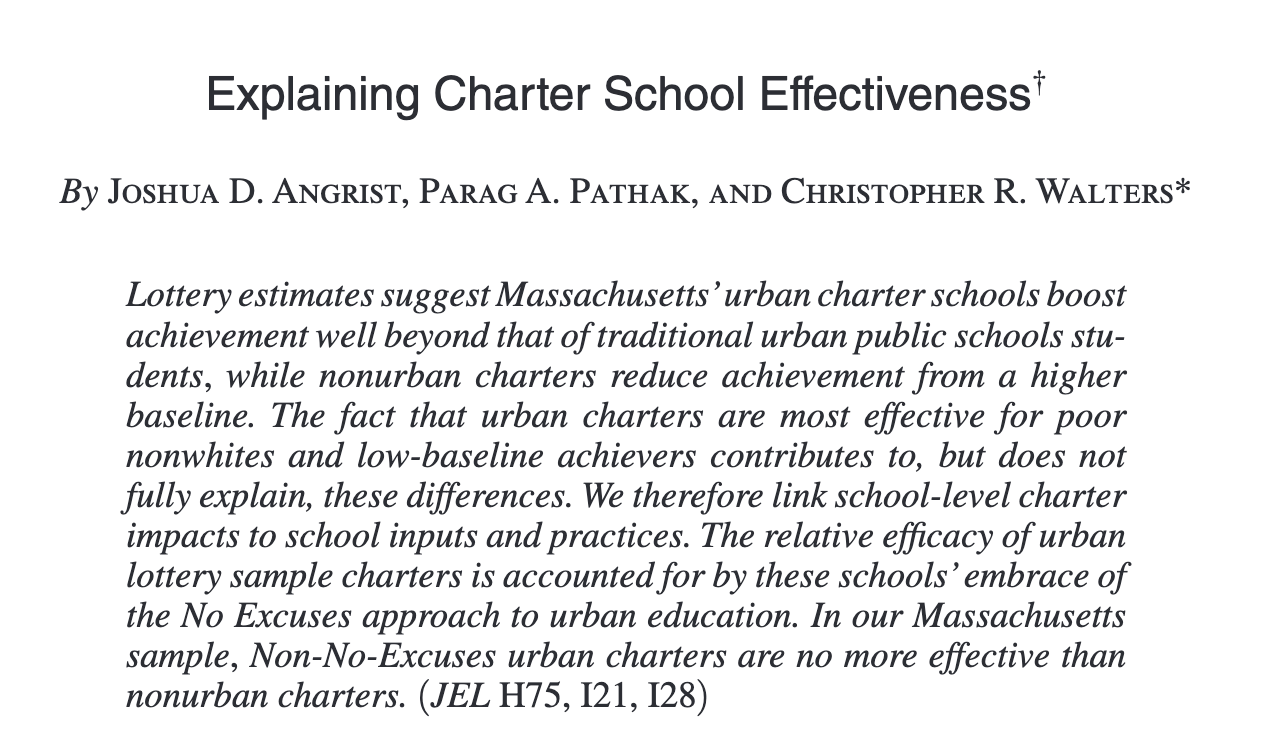 Explaining Charter School Effectiveness†
By Joshua D. Angrist, Parag A. Pathak, and Christopher R. Walters*
Lottery estimates suggest Massachusetts’ urban charter schools boost
achievement well beyond that of traditional urban public schools stu-
dents, while nonurban charters reduce achievement from a higher
baseline. The fact that urban charters are most effective for poor
nonwhites and low-baseline achievers contributes to, but does not
fully explain, these differences. We therefore link school-level charter
impacts to school inputs and practices. The relative efficacy of urban
lottery sample charters is accounted for by these schools’ embrace of
the No Excuses approach to urban education. In our Massachusetts
sample, Non-No-Excuses urban charters are no more effective than
nonurban charters. (JEL H75, I21, I28)